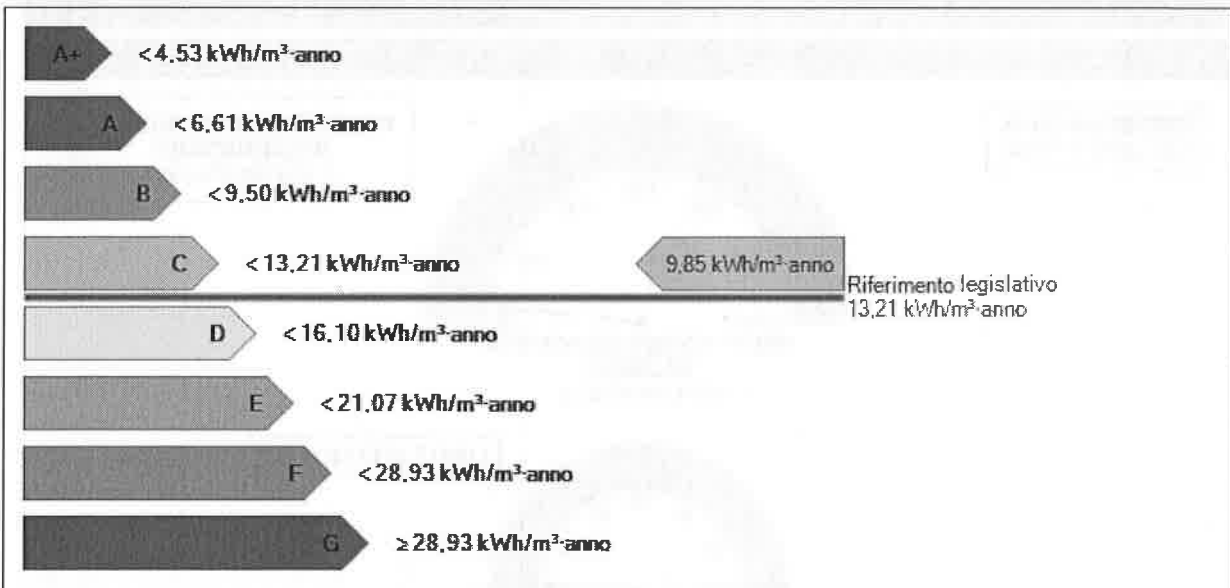 A+ <4,53 kWh/m³·anno
A <6,61 kWh/m³·anno
B <9,50 kWh/m³·anno
C <13,21 kWh/m³·anno
9,85 kWh/m³·anno
Riferimento legislativo
13,21 kWh/m³·anno
D <16,10 kWh/m³·anno
E <21,07 kWh/m³·anno
F <28,93 kWh/m³·anno
G ≥28,93 kWh/m³·anno